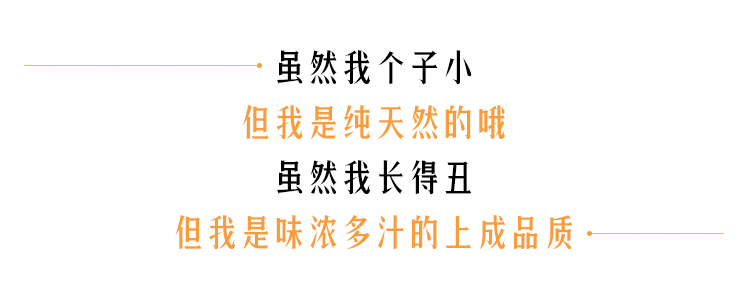 虽然我个子小
但我是纯天然的哦
虽然我长得丑
但我是味浓多汁的上成品质